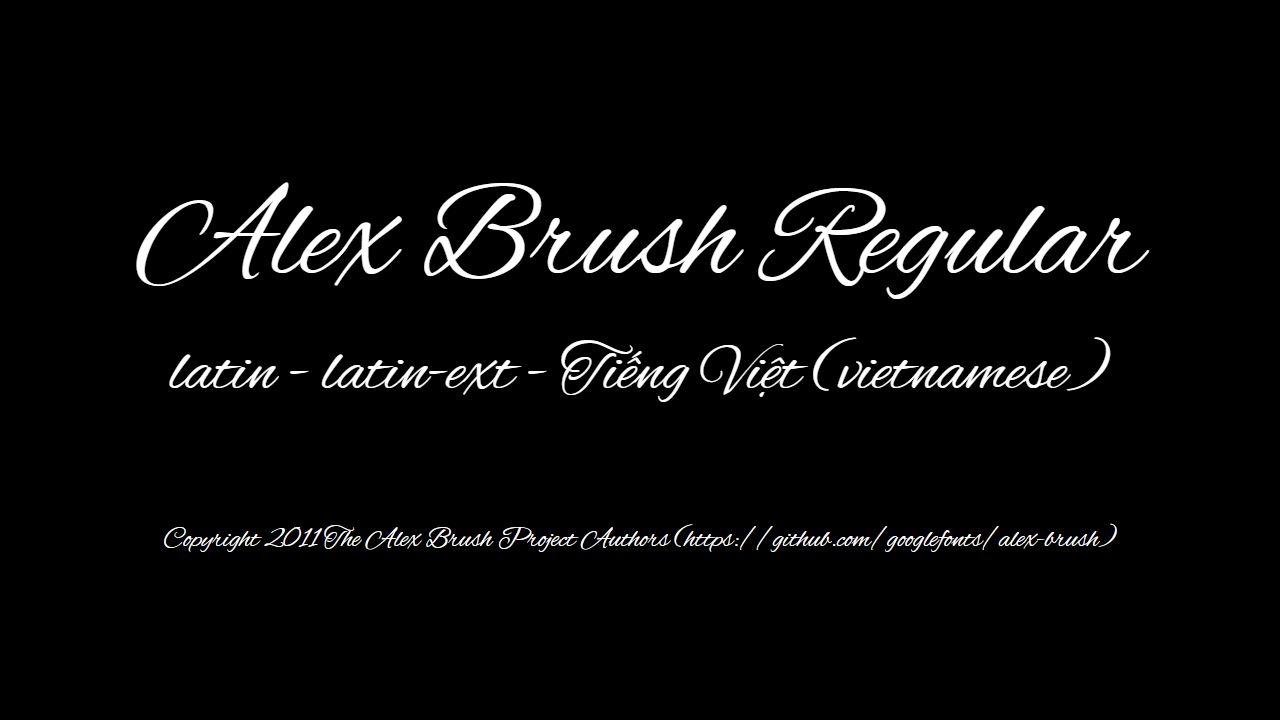 Alex Brush Regular
latin - latin-ext - Tiếng Việt (vietnamese)
Copyright 2011 The Alex Brush Project Authors (https://github.com/googlefonts/alex-brush)